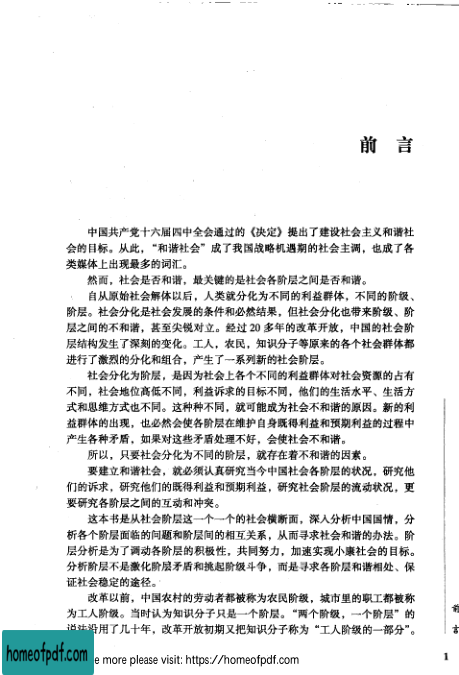 前 言
中国共产党十六届四中全会通过的《决定》提出了建设社会主义和谐社
会的目标。从此，“和谐社会”成了我国战略机遇期的社会主调，也成了各
类媒体上出现最多的词汇。
然而，社会是否和谐，最关键的是社会各阶层之间是否和谐。
自从原始社会解体以后，人类就分化为不同的利益群体，不同的阶级、
阶层。社会分化是社会发展的条件和必然结果，但社会分化也带来阶级、阶
层之间的不和谐，甚至尖锐对立。经过 20 多年的改革开放，中国的社会阶
层结构发生了深刻的变化。工人，农民，知识分子等原来的各个社会群体都
进行了激烈的分化和组合，产生了一系列新的社会阶层。
社会分化为阶层，是因为社会上各个不同的利益群体对社会资源的占有
不同，社会地位高低不同，利益诉求的目标不同，他们的生活水平、生活方
式和思维方式也不同。这种种不同，就可能成为社会不和谐的原因。新的利
益群体的出现，也必然会使各阶层在维护自身既得利益和预期利益的过程中
产生各种矛盾，如果对这些矛盾处理不好，会使社会不和谐。
所以，只要社会分化为不同的阶层，就存在着不和谐的因素。
要建立和谐社会，就必须认真研究当今中国社会各阶层的状况，研究他
们的诉求，研究他们的既得利益和预期利益，研究社会阶层的流动状况，更
要研究各阶层之间的互动和冲突。
这本书是从社会阶层这一个一个的社会横断面，深入分析中国国情，分
析各个阶层面临的问题和阶层间的相互关系，从而寻求社会和谐的办法。阶
层分析是为了调动各阶层的积极性，共同努力，加速实现小康社会的目标。
分析阶层不是激化阶层矛盾和挑起阶级斗争，而是寻求各阶层和谐相处、保
证社会稳定的途径。
改革以前，中国农村的劳动者都被称为农民阶级，城市里的职工都被称
为工人阶级。当时认为知识分子只是一个阶层。“两个阶级，一个阶层”的
说法沿用了几十年，改革开放初期又把知识分子称为“工人阶级的一部分”。
前
言
1
homeofpdf.com
e more please visit: https://homeofpdf.com